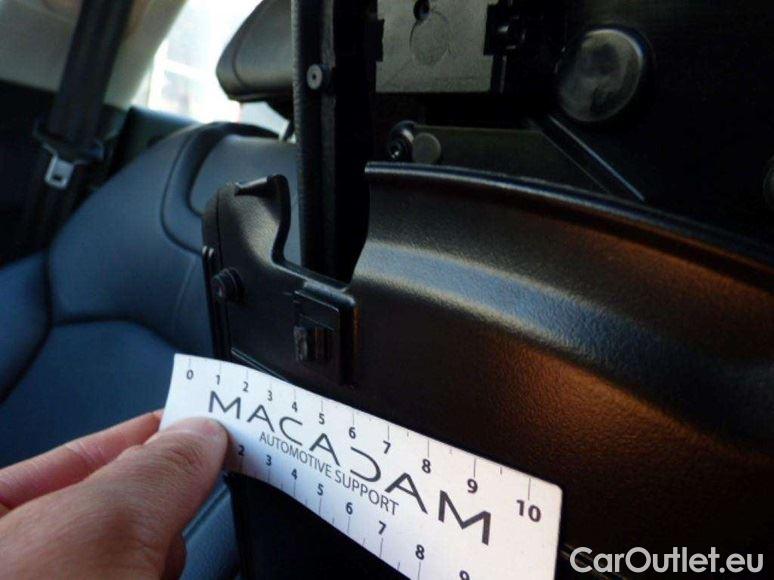 0 1 2 3 4 5 6 7 8 9 10
MACADAM
AUTOMOTIVE SUPPORT
2 3 4 5 6 7 8 9
CarOutlet.eu